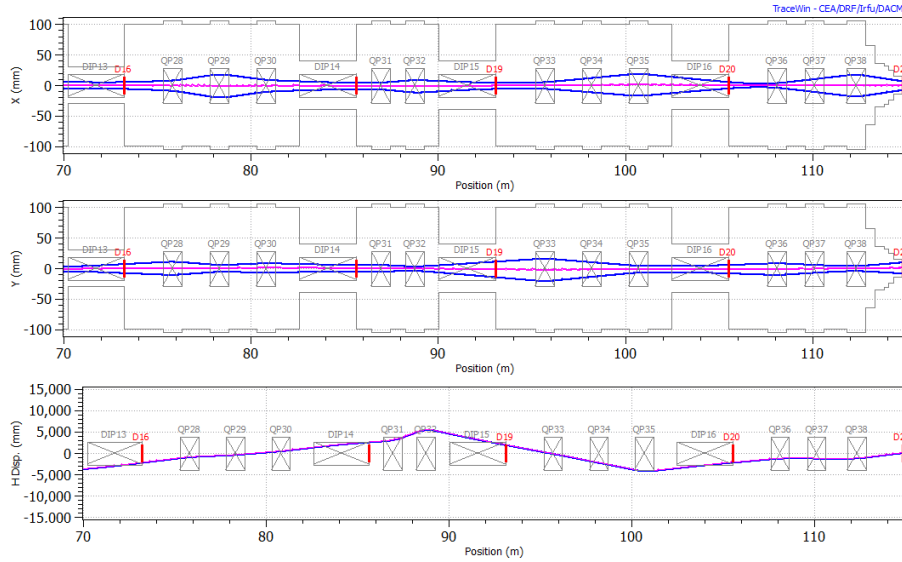 TraceWin - CEA/DRF/Irfu/DACM
100
50
0
-50
-100
X (mm)
DIP13 D16 QP28 QP29 QP30 DIP14 QP31 QP32 DIP15 D19 QP33 QP34 QP35 DIP16 D20 QP36 QP37 QP38
70 80 90 100 110
Position (m)
100
50
0
-50
-100
Y (mm)
DIP13 D16 QP28 QP29 QP30 DIP14 QP31 QP32 DIP15 D19 QP33 QP34 QP35 DIP16 D20 QP36 QP37 QP38
70 80 90 100 110
Position (m)
15,000
10,000
5,000
0
-5,000
-10,000
-15,000
H Disp. (mm)
DIP13 D16 QP28 QP29 QP30 DIP14 QP31 DIP15 D19 QP33 QP34 QP35 DIP16 D20 QP36 QP37 QP38
70 80 90 100 110
Position (m)